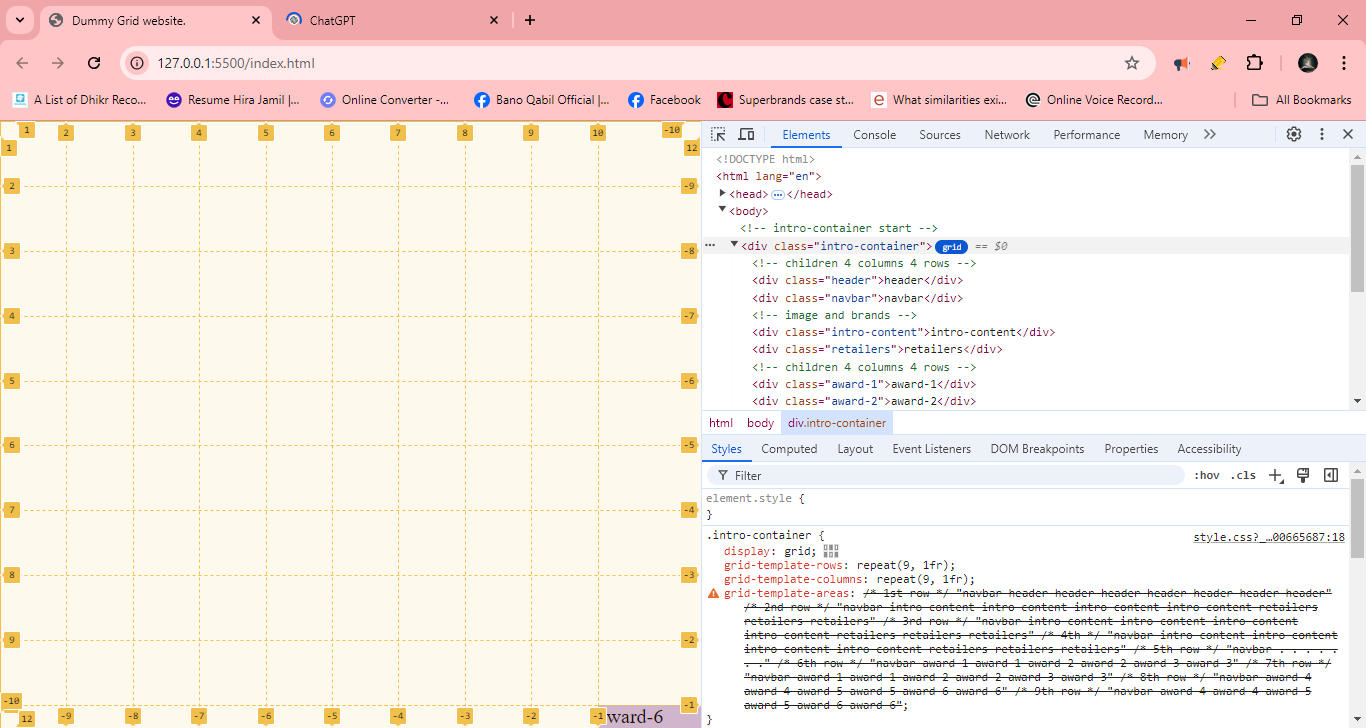 Dummy Grid website.
ChatGPT
127.0.0.1:5500/index.html
A List of Dhikr Reco...
Resume Hira Jamil |...
Online Converter -...
Bano Qabil Official |...
Facebook
Superbrands case st...
What similarities exi...
Online Voice Record...
All Bookmarks
1 2 3 4 5 6 7 8 9 10 -10
1 12
2 -9
3 -8
4 -7
5 -6
6 -5
7 -4
8 -3
9 -2
-10 -1
12 -9 -8 -7 -6 -5 -4 -3 -2 -1
ward-6
Elements Console Sources Network Performance Memory
<!DOCTYPE html>
<html lang="en">
<head> ... </head>
<body>
<!-- intro-container start -->
... <div class="intro-container"> grid == $0
<!-- children 4 columns 4 rows -->
<div class="header">header</div>
<div class="navbar">navbar</div>
<!-- image and brands -->
<div class="intro-content">intro-content</div>
<div class="retailers">retailers</div>
<!-- children 4 columns 4 rows -->
<div class="award-1">award-1</div>
<div class="award-2">award-2</div>
html body div.intro-container
Styles Computed Layout Event Listeners DOM Breakpoints Properties Accessibility
Filter :hov .cls
element.style {
}
.intro-container { style.css?_…00665687:18
display: grid;
grid-template-rows: repeat(9, 1fr);
grid-template-columns: repeat(9, 1fr);
grid-template-areas: /* 1st row */ "navbar header header header header header header"
/* 2nd row */ "navbar intro-content intro-content intro-content intro-content retailers
retailers retailers" /* 3rd row */ "navbar intro-content intro-content intro-content
intro-content retailers retailers retailers" /* 4th */ "navbar intro-content intro-content
intro-content intro-content retailers retailers retailers" /* 5th row */ "navbar . . . . .
. ." /* 6th row */ "navbar award-1 award-1 award-2 award-2 award-3 award-3" /* 7th row */
"navbar award-1 award-1 award-2 award-2 award-3 award-3" /* 8th row */ "navbar award-4
award-4 award-5 award-5 award-6 award-6" /* 9th row */ "navbar award-4 award-4 award-5
award-5 award-6 award-6";
}